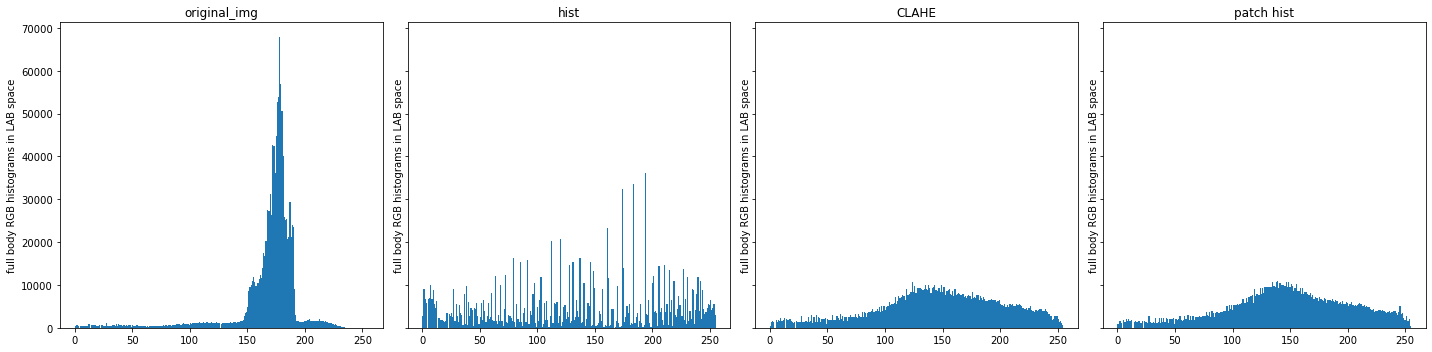 original_img
hist
CLAHE
patch hist
full body RGB histograms in LAB space
70000
60000
50000
40000
30000
20000
10000
0
0 50 100 150 200 250
full body RGB histograms in LAB space
0 50 100 150 200 250
full body RGB histograms in LAB space
0 50 100 150 200 250
full body RGB histograms in LAB space
0 50 100 150 200 250